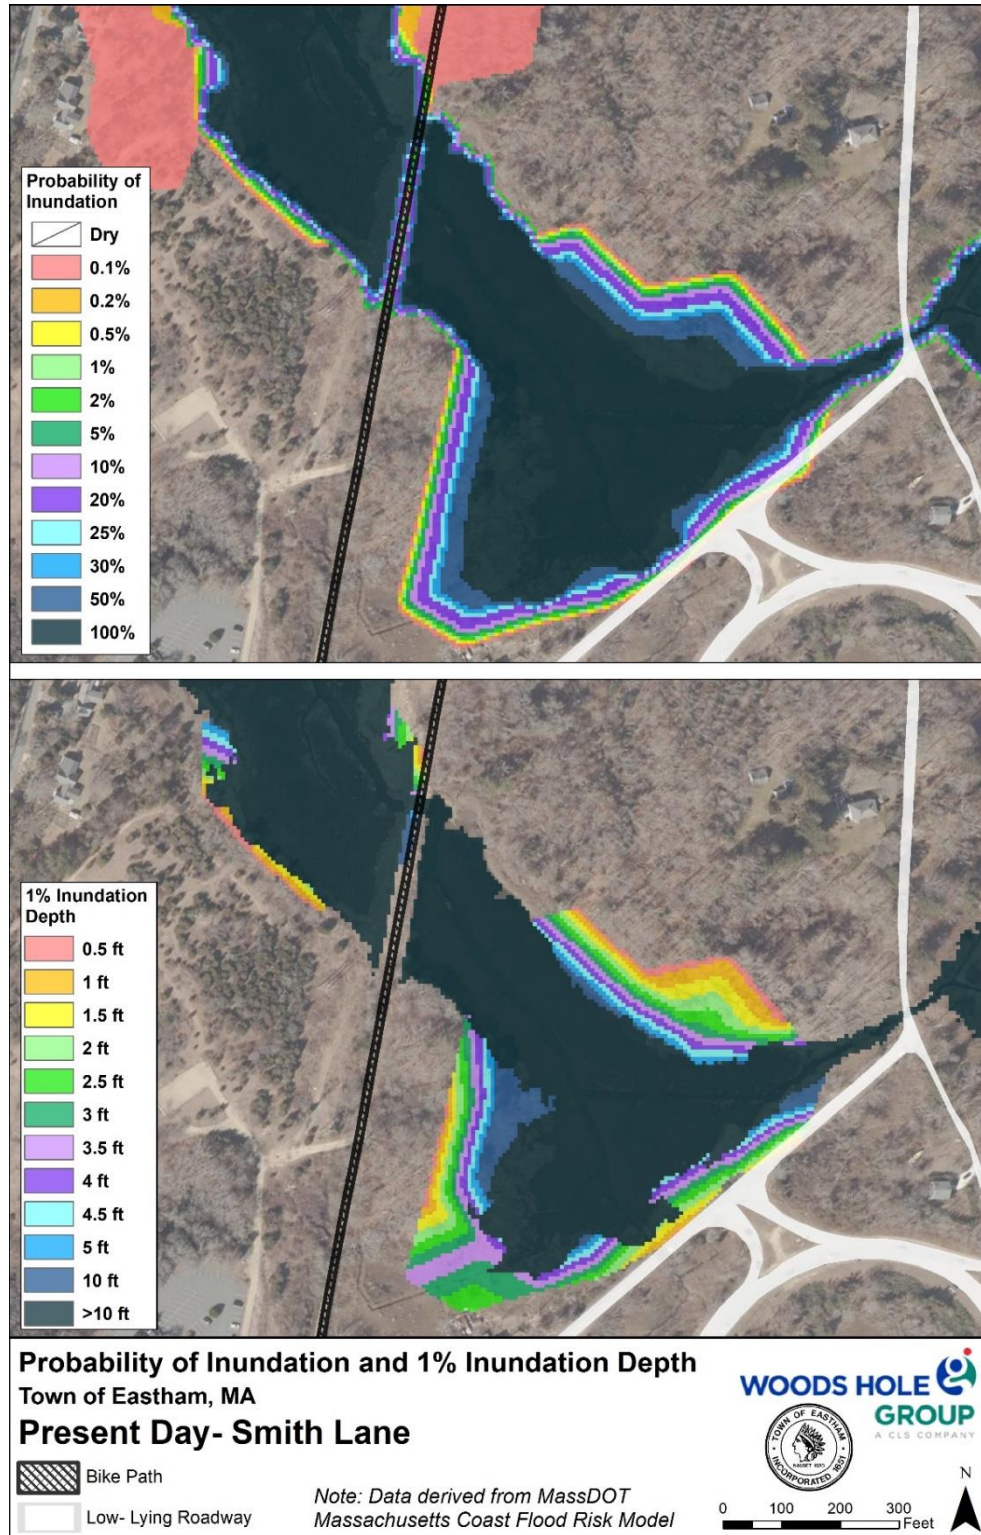 Probability of
Inundation
Dry
0.1%
0.2%
0.5%
1%
2%
5%
10%
20%
25%
30%
50%
100%
1% Inundation
Depth
0.5 ft
1 ft
1.5 ft
2 ft
2.5 ft
3 ft
3.5 ft
4 ft
4.5 ft
5 ft
10 ft
>10 ft
Probability of Inundation and 1% Inundation Depth
Town of Eastham, MA
Present Day- Smith Lane
Bike Path
Low- Lying Roadway
Note: Data derived from MassDOT
Massachusetts Coast Flood Risk Model
WOODS HOLE
GROUP
A CLS COMPANY
TOWN OF EASTHAM
INCORPORATED 1651
N
0 100 200 300
Feet